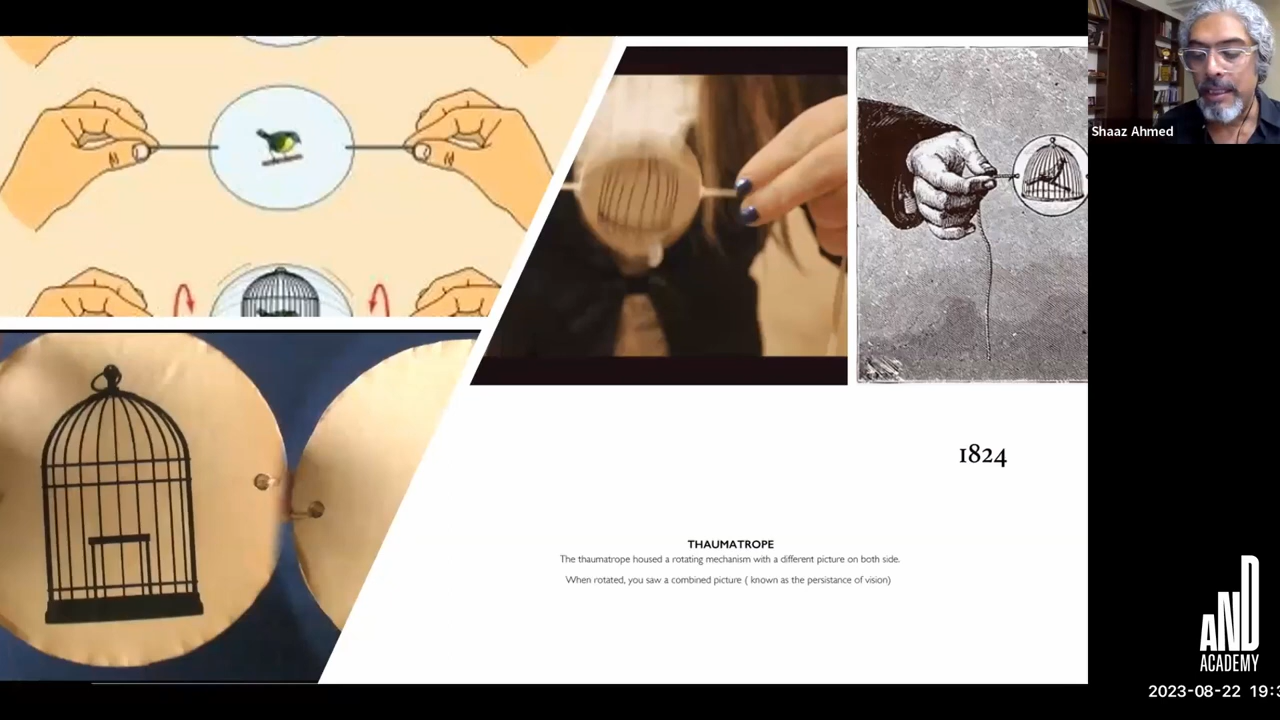 Shaaz Ahmed
1824
THAUMATROPE
The thaumatrope housed a rotating mechanism with a different picture on both side.
When rotated, you saw a combined picture ( known as the persistance of vision)
AND
ACADEMY
2023-08-22 19:3